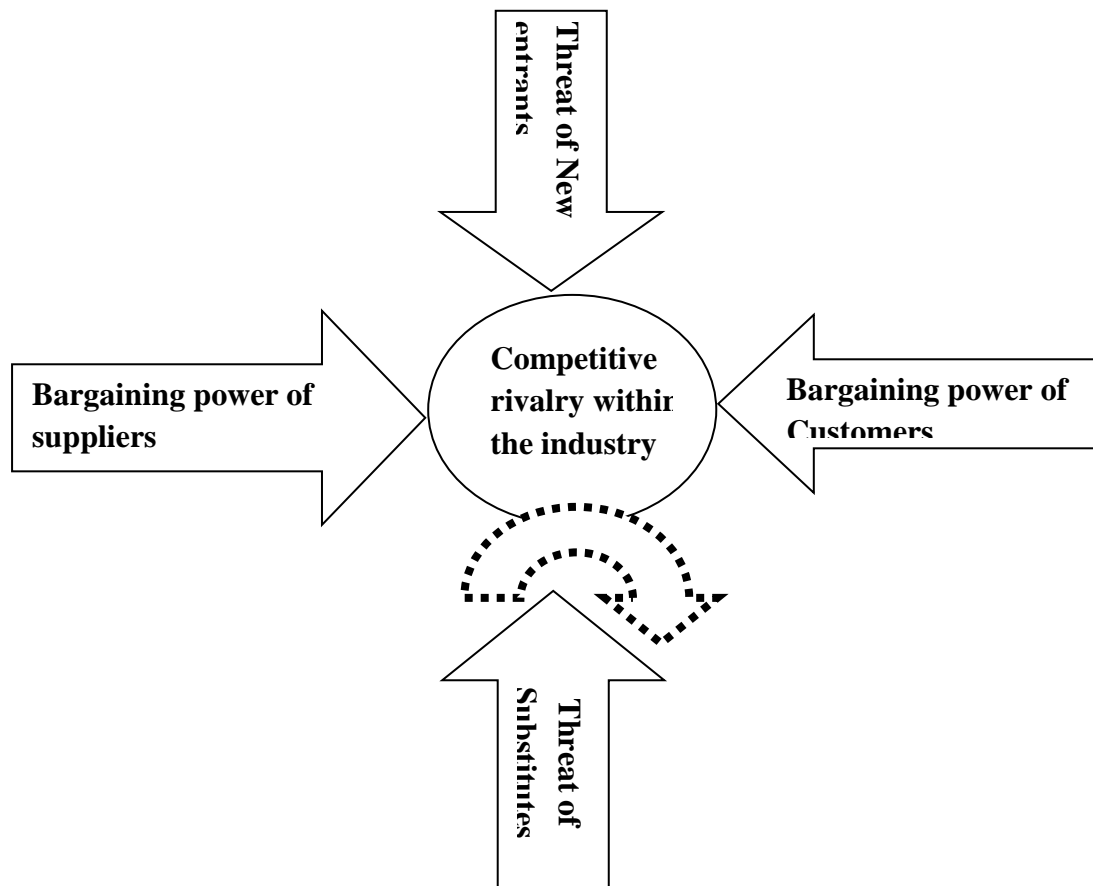 Threat of New
entrants
Competitive
rivalry within
the industry
Bargaining power of
suppliers
Bargaining power of
Customers
Threat of
Substitutes